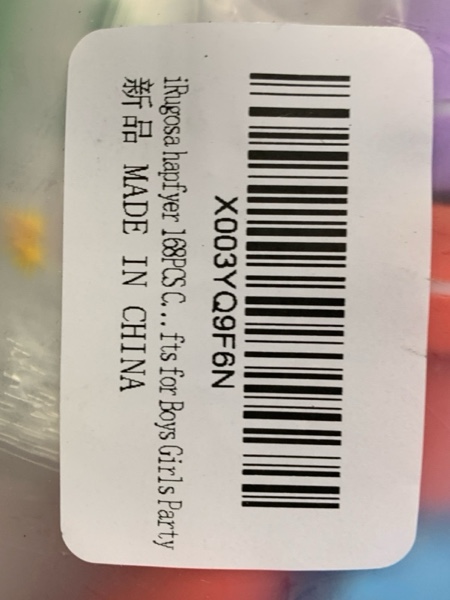 X003YQ9F6N
iRugosa hapfyer 168PCS C...fts for Boys Girls Party
新品 MADE IN CHINA